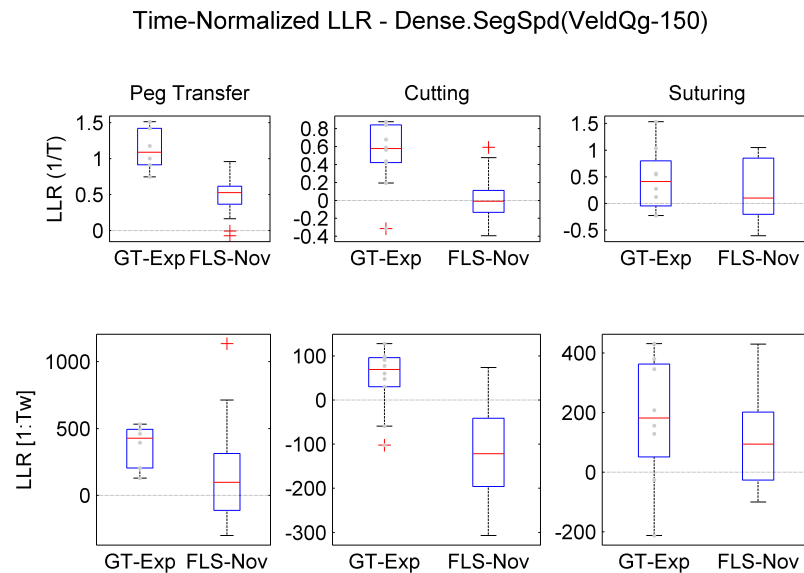 Time-Normalized LLR - Dense.SegSpd(VeldQg-150)
Peg Transfer
Cutting
Suturing
LLR (1/T)
1.5
1
0.5
0
GT-Exp FLS-Nov
0.8
0.6
0.4
0.2
0
-0.2
-0.4
GT-Exp FLS-Nov
1.5
1
0.5
0
-0.5
GT-Exp FLS-Nov
LLR [1:Tw]
1000
500
0
GT-Exp FLS-Nov
100
0
-100
-200
-300
GT-Exp FLS-Nov
400
200
0
-200
GT-Exp FLS-Nov